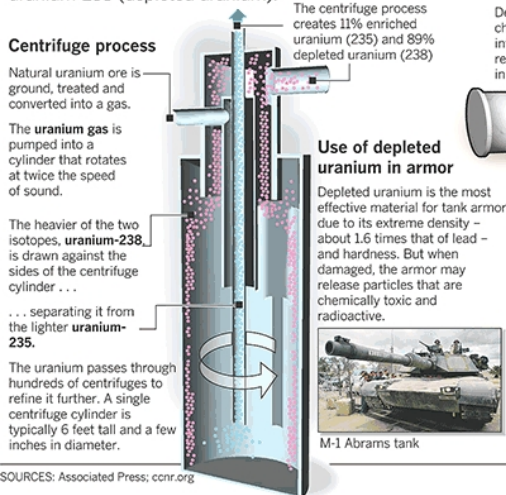 uranium-235 (depleted uranium).
The centrifuge process
creates 11% enriched
uranium (235) and 89%
depleted uranium (238)
Centrifuge process
Natural uranium ore is
ground, treated and
converted into a gas.
The uranium gas is
pumped into a
cylinder that rotates
at twice the speed
of sound.
The heavier of the two
isotopes, uranium-238,
is drawn against the
sides of the centrifuge
cylinder . . .
. . . separating it from
the lighter uranium-
235.
The uranium passes through
hundreds of centrifuges to
refine it further. A single
centrifuge cylinder is
typically 6 feet tall and a few
inches in diameter.
Use of depleted
uranium in armor
Depleted uranium is the most
effective material for tank armor
due to its extreme density –
about 1.6 times that of lead –
and hardness. But when
damaged, the armor may
release particles that are
chemically toxic and
radioactive.
M-1 Abrams tank
SOURCES: Associated Press; ccnr.org